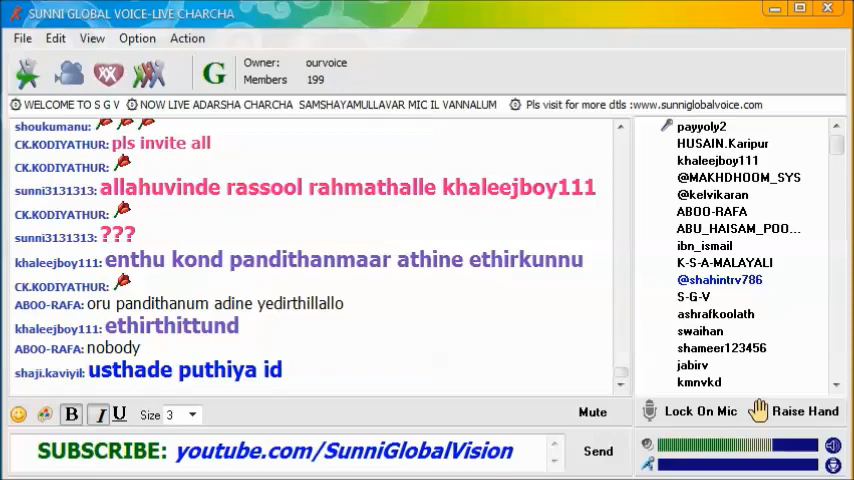 SUNNI GLOBAL VOICE-LIVE CHARCHA
File Edit View Option Action
G
Owner: ourvoice
Members 199
WELCOME TO S G V NOW LIVE ADARSHA CHARCHA SAMSHAYAMULLAVAR MIC IL VANNALUM Pls visit for more dtls :www.sunniglobalvoice.com
shoukumanu:
CK.KODIYATHUR: pls invite all
CK.KODIYATHUR:
sunni3131313: allahuvinde rassool rahmathalle khaleejboy111
CK.KODIYATHUR:
sunni3131313: ???
khaleejboy111: enthu kond pandithanmaar athine ethirkunnu
CK.KODIYATHUR:
ABOO-RAFA: oru pandithanum adine yedirthillallo
khaleejboy111: ethirthittund
ABOO-RAFA: nobody
shaji.kaviyil: usthade puthiya id
payyoly2
HUSAIN.Karipur
khaleejboy111
@MAKHDHOOM_SYS
@kelvikaran
ABOO-RAFA
ABU_HAISAM_POO...
ibn_ismail
K-S-A-MALAYALI
@shahintrv786
S-G-V
ashrafkoolath
swaihan
shameer123456
jabirv
kmnvkd
B I U Size 3 Mute
Lock On Mic Raise Hand
SUBSCRIBE: youtube.com/SunniGlobalVision Send